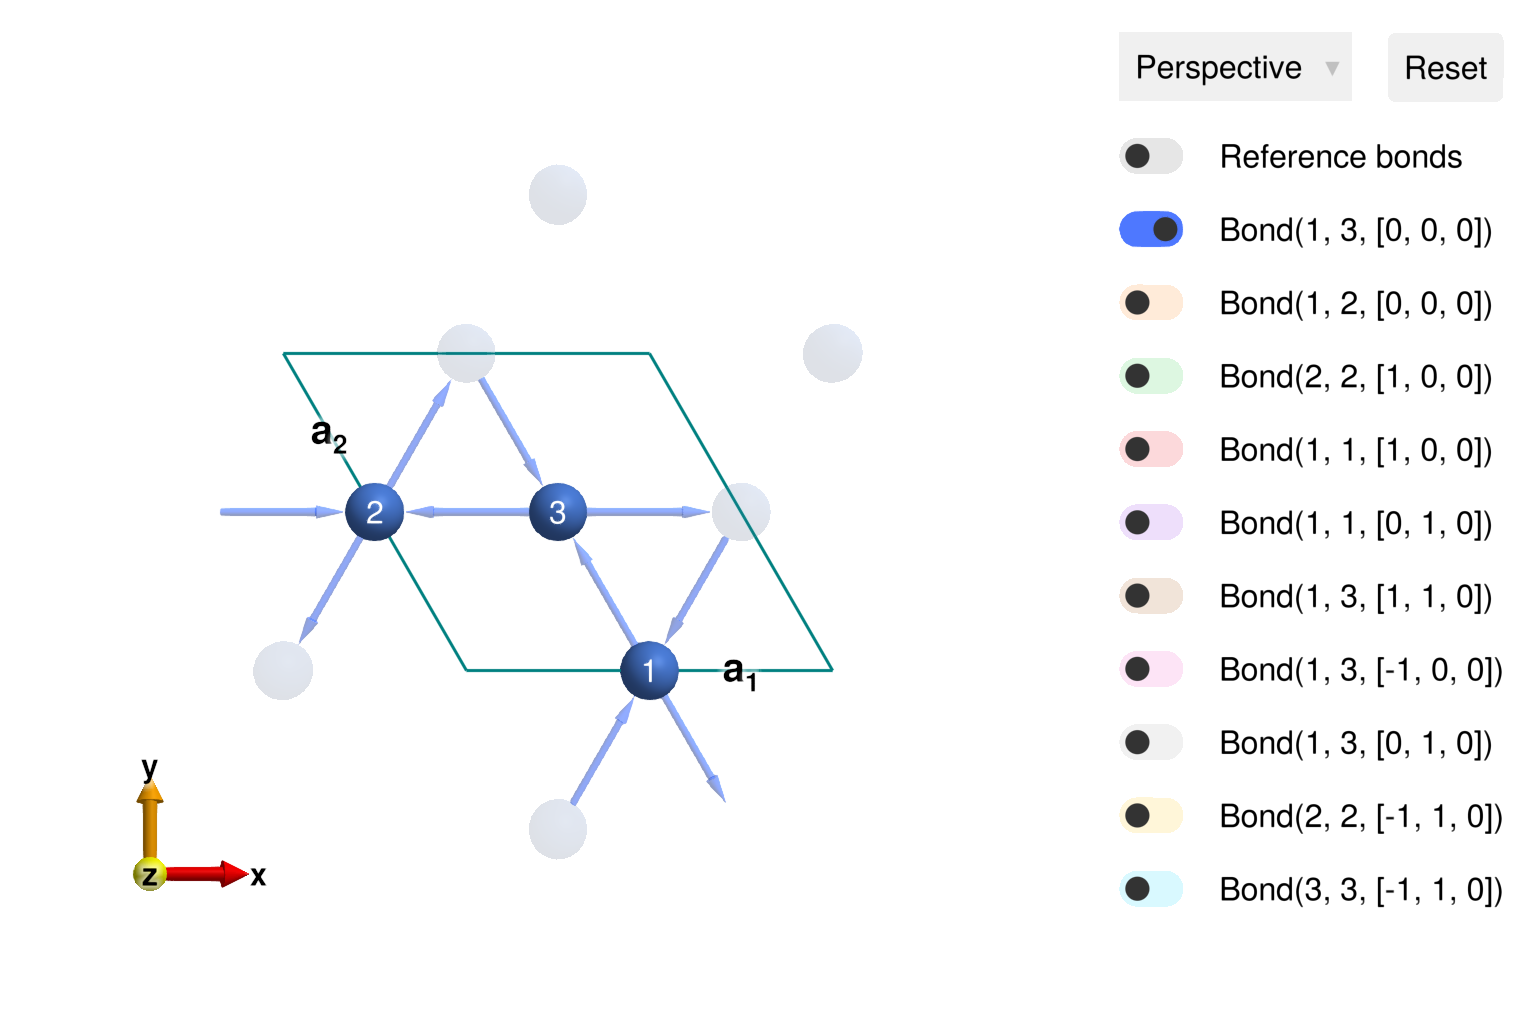 Perspective ▼
Reset
Reference bonds
Bond(1, 3, [0, 0, 0])
Bond(1, 2, [0, 0, 0])
Bond(2, 2, [1, 0, 0])
Bond(1, 1, [1, 0, 0])
Bond(1, 1, [0, 1, 0])
Bond(1, 3, [1, 1, 0])
Bond(1, 3, [-1, 0, 0])
Bond(1, 3, [0, 1, 0])
Bond(2, 2, [-1, 1, 0])
Bond(3, 3, [-1, 1, 0])
a2
2
3
1
a1
y
z
x